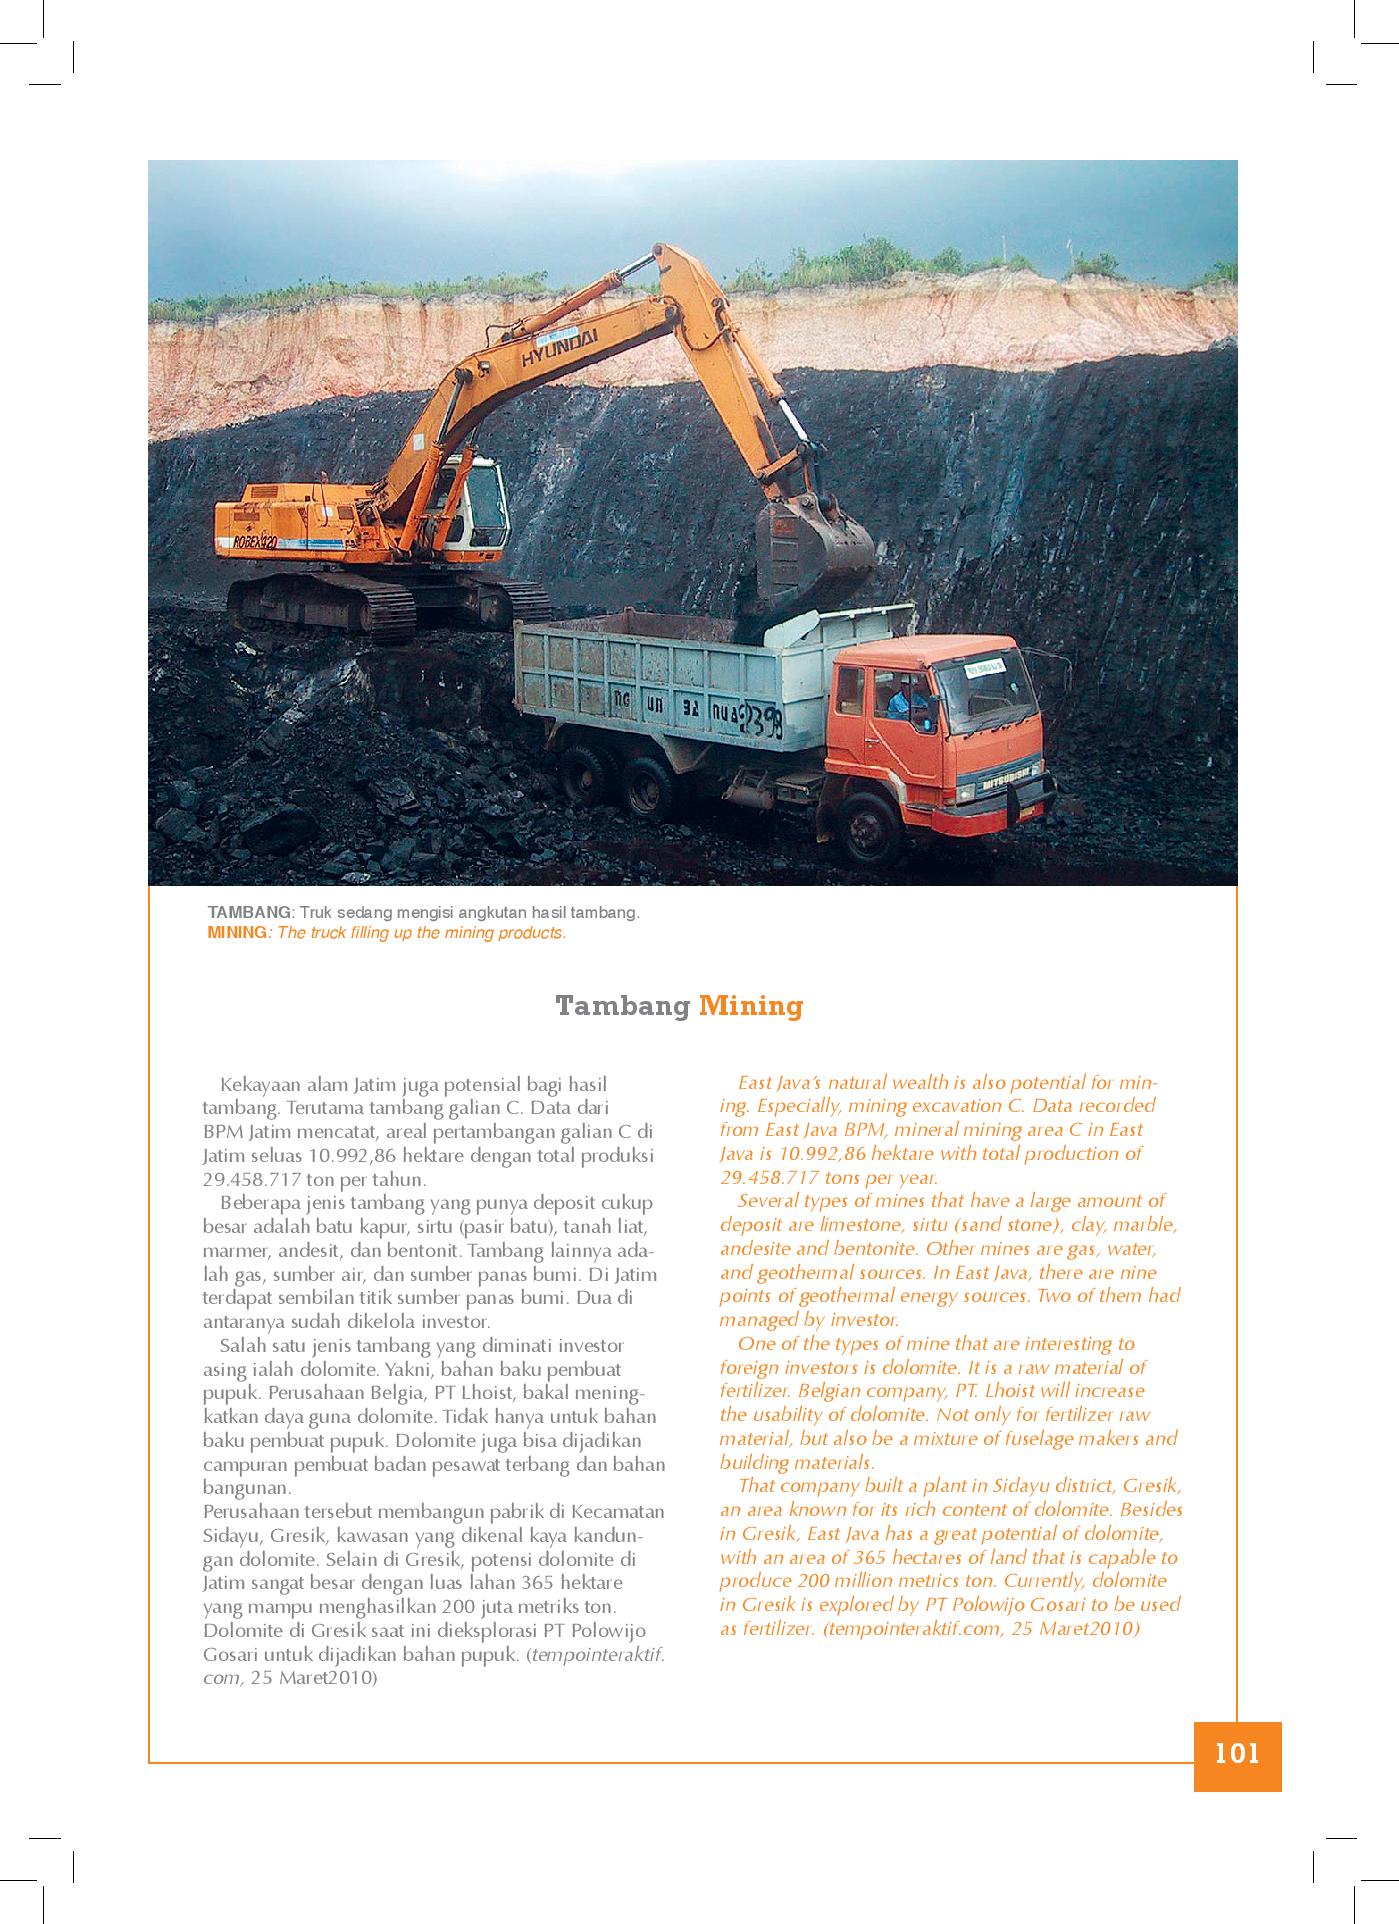 HYUNDAI
ROBEX 420
MITSUBISHI
TAMBANG: Truk sedang mengisi angkutan hasil tambang.
MINING: The truck filling up the mining products.
Tambang Mining
Kekayaan alam Jatim juga potensial bagi hasil
tambang. Terutama tambang galian C. Data dari
BPM Jatim mencatat, areal pertambangan galian C di
Jatim seluas 10.992,86 hektare dengan total produksi
29.458.717 ton per tahun.
Beberapa jenis tambang yang punya deposit cukup
besar adalah batu kapur, sirtu (pasir batu), tanah liat,
marmer, andesit, dan bentonit. Tambang lainnya ada-
lah gas, sumber air, dan sumber panas bumi. Di Jatim
terdapat sembilan titik sumber panas bumi. Dua di
antaranya sudah dikelola investor.
Salah satu jenis tambang yang diminati investor
asing ialah dolomite. Yakni, bahan baku pembuat
pupuk. Perusahaan Belgia, PT Lhoist, bakal mening-
katkan daya guna dolomite. Tidak hanya untuk bahan
baku pembuat pupuk. Dolomite juga bisa dijadikan
campuran pembuat badan pesawat terbang dan bahan
bangunan.
Perusahaan tersebut membangun pabrik di Kecamatan
Sidayu, Gresik, kawasan yang dikenal kaya kandun-
gan dolomite. Selain di Gresik, potensi dolomite di
Jatim sangat besar dengan luas lahan 365 hektare
yang mampu menghasilkan 200 juta metriks ton.
Dolomite di Gresik saat ini dieksplorasi PT Polowijo
Gosari untuk dijadikan bahan pupuk. (tempointeraktif.
com, 25 Maret2010)
East Java's natural wealth is also potential for min-
ing. Especially, mining excavation C. Data recorded
from East Java BPM, mineral mining area C in East
Java is 10.992,86 hektare with total production of
29.458.717 tons per year.
Several types of mines that have a large amount of
deposit are limestone, sirtu (sand stone), clay, marble,
andesite and bentonite. Other mines are gas, water,
and geothermal sources. In East Java, there are nine
points of geothermal energy sources. Two of them had
managed by investor.
One of the types of mine that are interesting to
foreign investors is dolomite. It is a raw material of
fertilizer. Belgian company, PT. Lhoist will increase
the usability of dolomite. Not only for fertilizer raw
material, but also be a mixture of fuselage makers and
building materials.
That company built a plant in Sidayu district, Gresik,
an area known for its rich content of dolomite. Besides
in Gresik, East Java has a great potential of dolomite,
with an area of 365 hectares of land that is capable to
produce 200 million metrics ton. Currently, dolomite
in Gresik is explored by PT Polowijo Gosari to be used
as fertilizer. (tempointeraktif.com, 25 Maret2010)
101